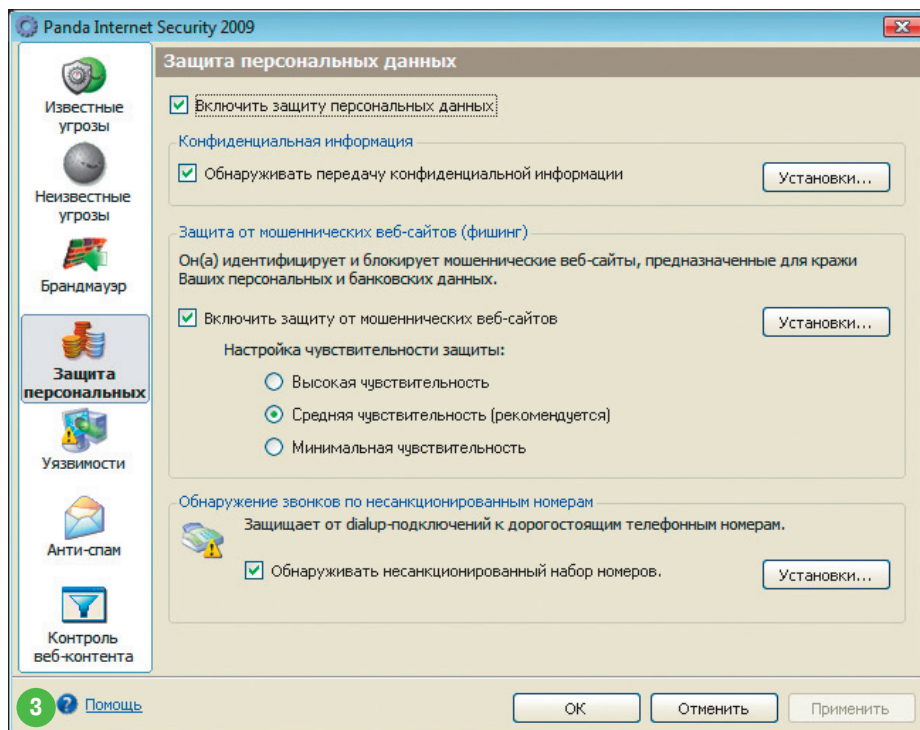 Panda Internet Security 2009
Известные
угрозы
Неизвестные
угрозы
Брандмауэр
Защита
персональных
Уязвимости
Анти-спам
Контроль
веб-контента
Защита персональных данных
Включить защиту персональных данных
Конфиденциальная информация
Обнаруживать передачу конфиденциальной информации
Установки...
Защита от мошеннических веб-сайтов (фишинг)
Он(а) идентифицирует и блокирует мошеннические веб-сайты, предназначенные для кражи
Ваших персональных и банковских данных.
Включить защиту от мошеннических веб-сайтов
Установки...
Настройка чувствительности защиты:
Высокая чувствительность
Средняя чувствительность (рекомендуется)
Минимальная чувствительность
Обнаружение звонков по несанкционированным номерам
Защищает от dialup-подключений к дорогостоящим телефонным номерам.
Обнаруживать несанкционированный набор номеров.
Установки...
3
Помощь
OK
Отменить
Применить